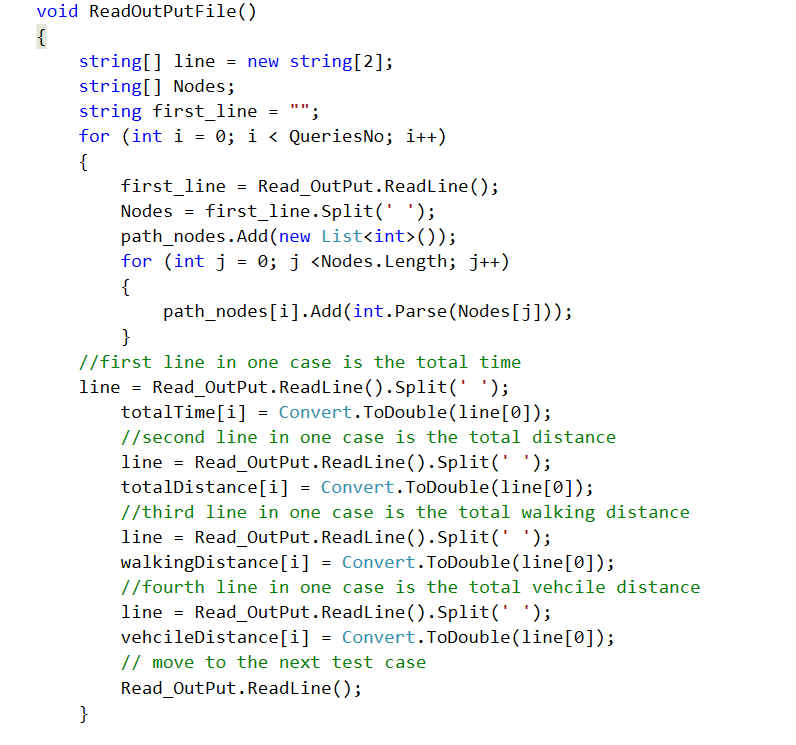 void ReadOutPutFile()
{
    string[] line = new string[2];
    string[] Nodes;
    string first_line = "";
    for (int i = 0; i < QueriesNo; i++)
    {
        first_line = Read_OutPut.ReadLine();
        Nodes = first_line.Split(' ');
        path_nodes.Add(new List<int>());
        for (int j = 0; j <Nodes.Length; j++)
        {
            path_nodes[i].Add(int.Parse(Nodes[j]));
        }
    //first line in one case is the total time
    line = Read_OutPut.ReadLine().Split(' ');
        totalTime[i] = Convert.ToDouble(line[0]);
        //second line in one case is the total distance
        line = Read_OutPut.ReadLine().Split(' ');
        totalDistance[i] = Convert.ToDouble(line[0]);
        //third line in one case is the total walking distance
        line = Read_OutPut.ReadLine().Split(' ');
        walkingDistance[i] = Convert.ToDouble(line[0]);
        //fourth line in one case is the total vehcile distance
        line = Read_OutPut.ReadLine().Split(' ');
        vehcileDistance[i] = Convert.ToDouble(line[0]);
        // move to the next test case
        Read_OutPut.ReadLine();
    }